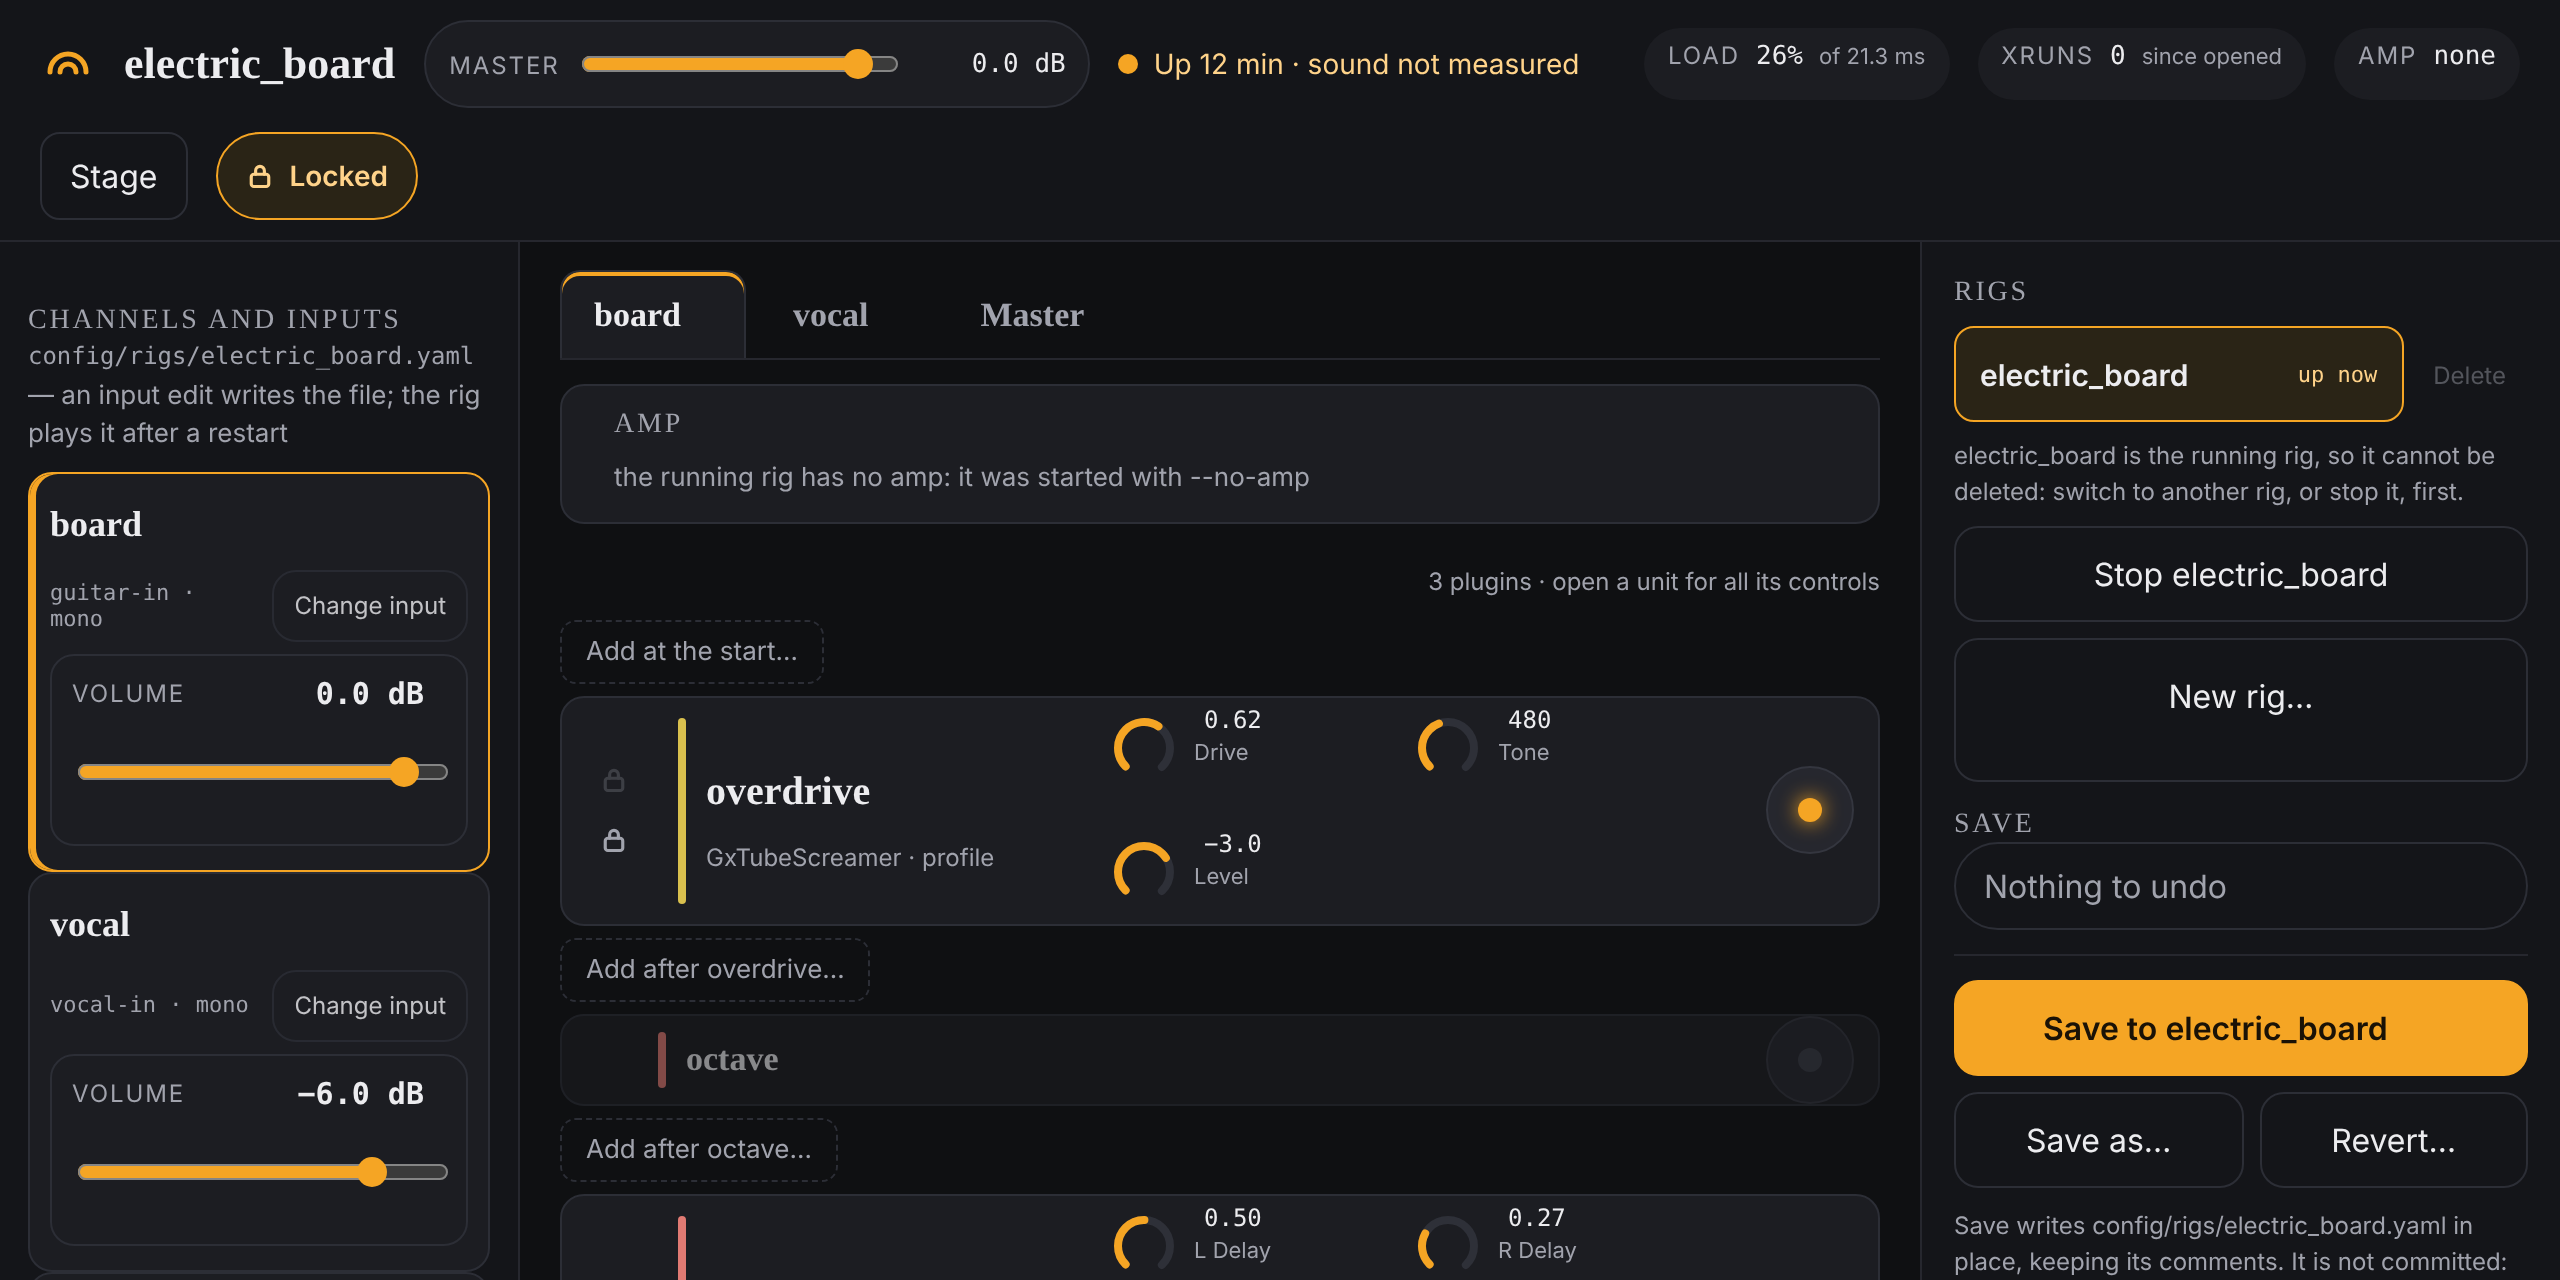 electric_board
MASTER 0.0 dB
Up 12 min · sound not measured
LOAD 26% of 21.3 ms
XRUNS 0 since opened
AMP none
Stage
Locked
CHANNELS AND INPUTS
config/rigs/electric_board.yaml
— an input edit writes the file; the rig
plays it after a restart
board
guitar-in ·
mono
Change input
VOLUME 0.0 dB
vocal
vocal-in · mono
Change input
VOLUME −6.0 dB
board vocal Master
AMP
the running rig has no amp: it was started with --no-amp
3 plugins · open a unit for all its controls
Add at the start...
overdrive
GxTubeScreamer · profile
0.62
Drive
480
Tone
−3.0
Level
Add after overdrive...
octave
Add after octave...
0.50
L Delay
0.27
R Delay
RIGS
electric_board up now
Delete
electric_board is the running rig, so it cannot be
deleted: switch to another rig, or stop it, first.
Stop electric_board
New rig...
SAVE
Nothing to undo
Save to electric_board
Save as...
Revert...
Save writes config/rigs/electric_board.yaml in
place, keeping its comments. It is not committed: